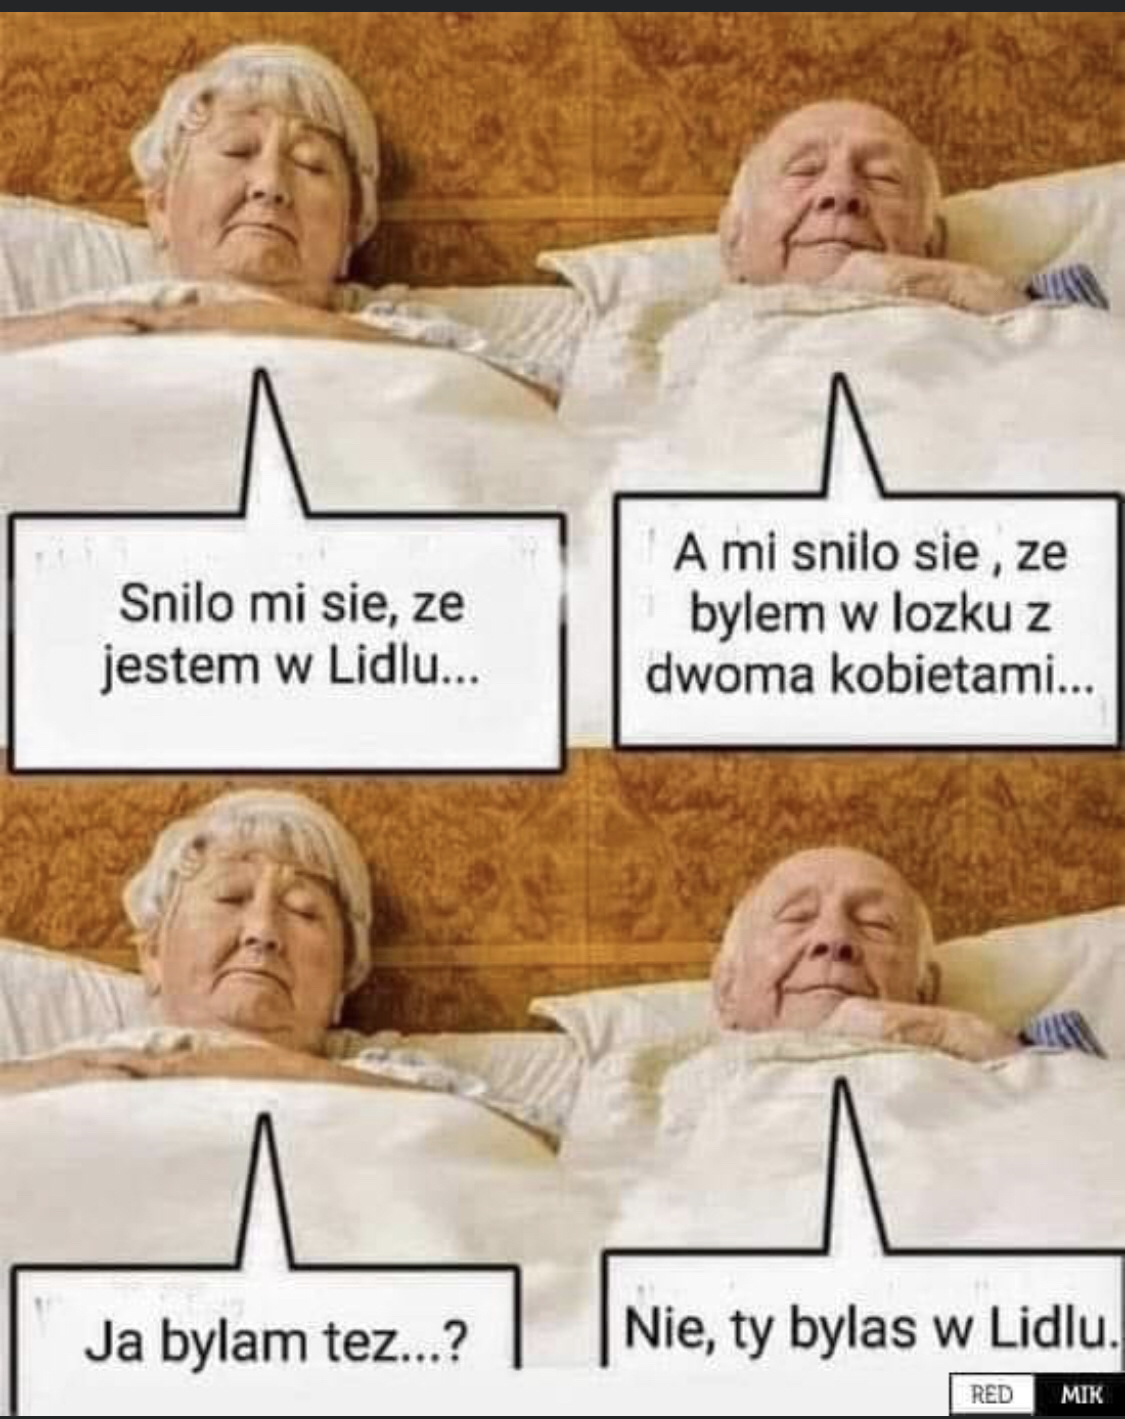 Snilo mi sie, ze
jestem w Lidlu...
A mi snilo sie , ze
bylem w lozku z
dwoma kobietami...
Ja bylam tez...?
Nie, ty bylas w Lidlu.
RED MIK